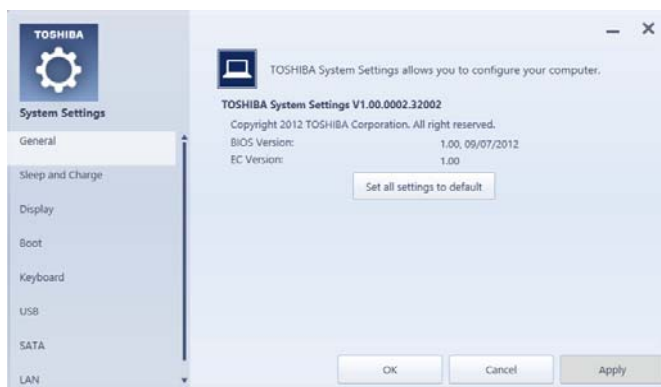 TOSHIBA
System Settings
General
Sleep and Charge
Display
Boot
Keyboard
USB
SATA
LAN
TOSHIBA System Settings allows you to configure your computer.
TOSHIBA System Settings V1.00.0002.32002
Copyright 2012 TOSHIBA Corporation. All right reserved.
BIOS Version: 1.00, 09/07/2012
EC Version: 1.00
Set all settings to default
OK Cancel Apply